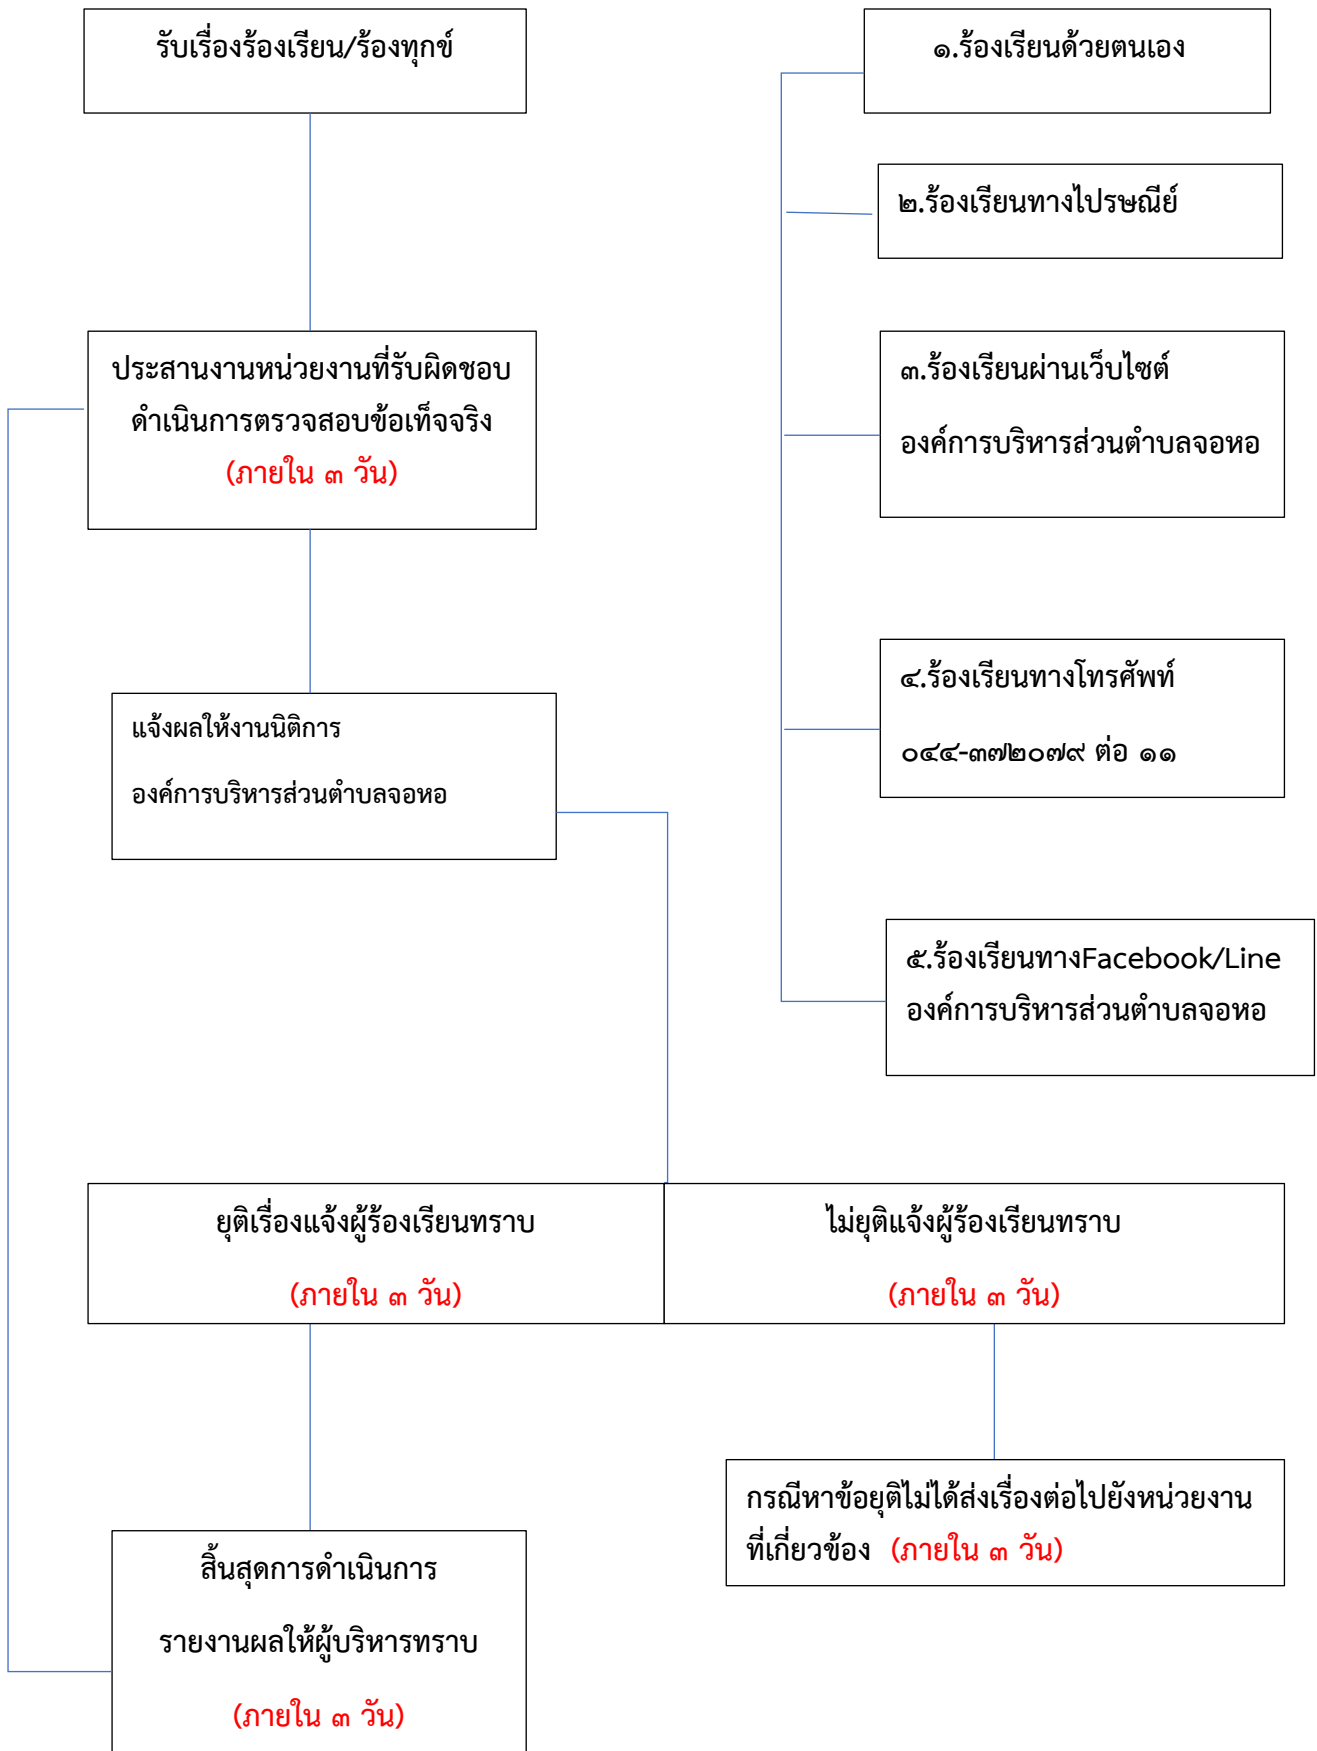 รับเรื่องร้องเรียน/ร้องทุกข์
ประสานงานหน่วยงานที่รับผิดชอบ
ดำเนินการตรวจสอบข้อเท็จจริง
(ภายใน ๓ วัน)
แจ้งผลให้งานนิติการ
องค์การบริหารส่วนตำบลจอหอ
๑.ร้องเรียนด้วยตนเอง
๒.ร้องเรียนทางไปรษณีย์
๓.ร้องเรียนผ่านเว็บไซต์
องค์การบริหารส่วนตำบลจอหอ
๔.ร้องเรียนทางโทรศัพท์
๐๔๔-๓๗๒๐๗๙ ต่อ ๑๑
๕.ร้องเรียนทางFacebook/Line
องค์การบริหารส่วนตำบลจอหอ
ยุติเรื่องแจ้งผู้ร้องเรียนทราบ
(ภายใน ๓ วัน)
ไม่ยุติแจ้งผู้ร้องเรียนทราบ
(ภายใน ๓ วัน)
กรณีหาข้อยุติไม่ได้ส่งเรื่องต่อไปยังหน่วยงาน
ที่เกี่ยวข้อง (ภายใน ๓ วัน)
สิ้นสุดการดำเนินการ
รายงานผลให้ผู้บริหารทราบ
(ภายใน ๓ วัน)